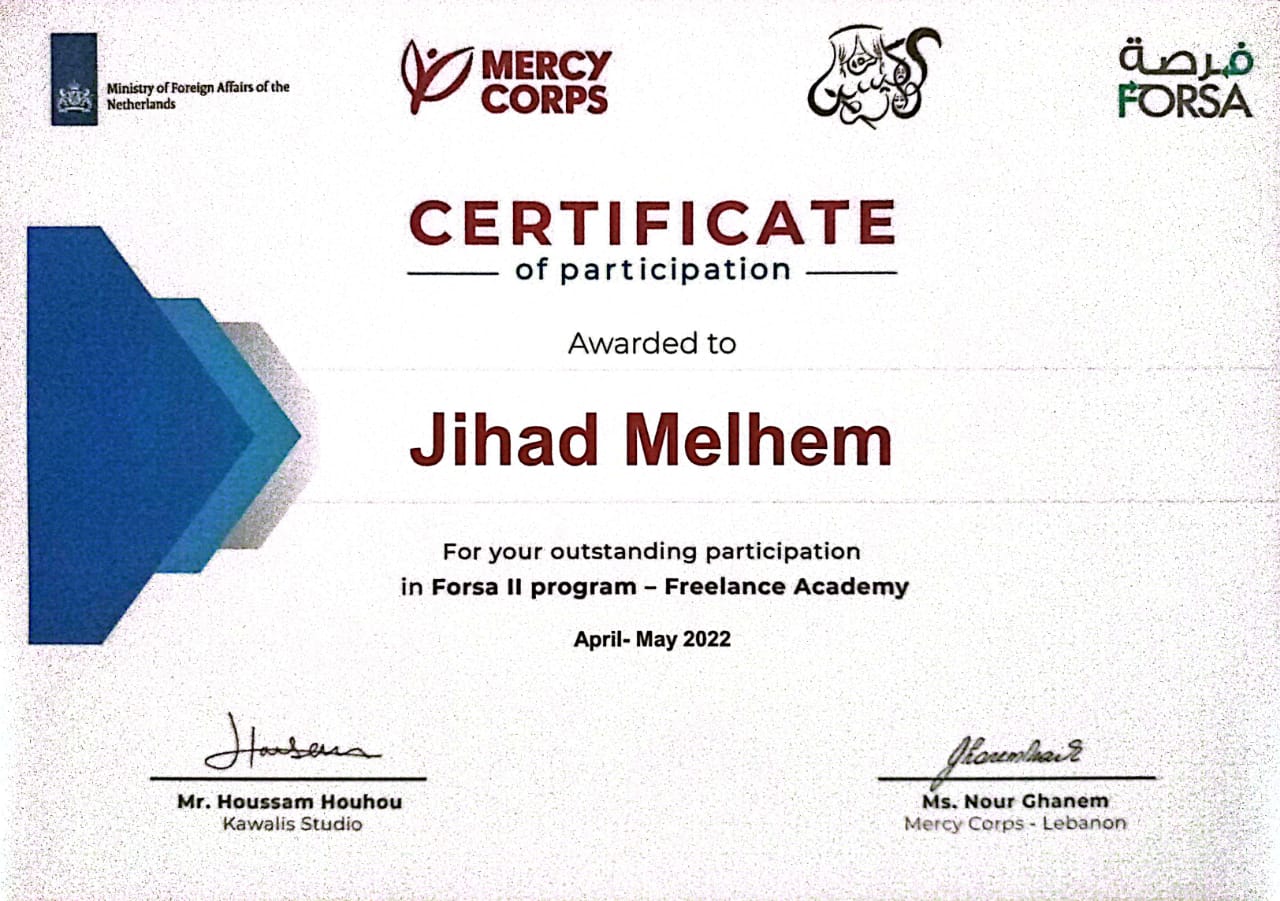 Ministry of Foreign Affairs of the
Netherlands
MERCY
CORPS
فرصة
FORSA
CERTIFICATE
of participation
Awarded to
Jihad Melhem
For your outstanding participation
in Forsa II program – Freelance Academy
April- May 2022
Mr. Houssam Houhou
Kawalis Studio
Ms. Nour Ghanem
Mercy Corps - Lebanon